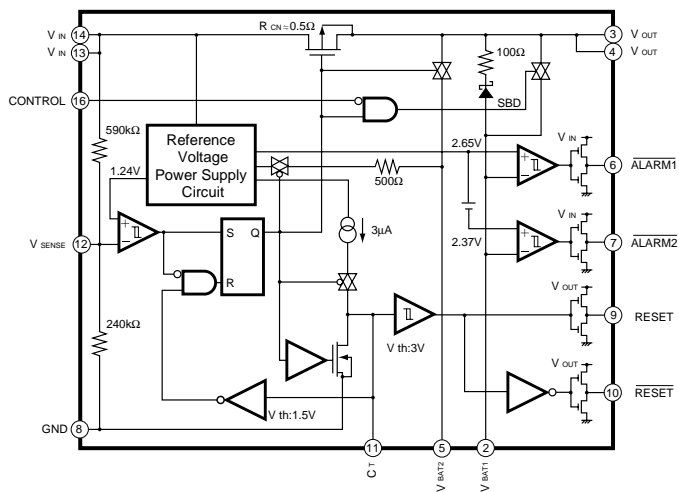 R CN≈0.5Ω
V IN 14
3 V OUT
V IN 13
4 V OUT
100Ω
CONTROL 16
SBD
590kΩ
Reference
Voltage
Power Supply
Circuit
2.65V
V IN
6 ALARM1
1.24V
500Ω
3μA
V IN
S Q
V SENSE 12
2.37V
7 ALARM2
R
V OUT
9 RESET
240kΩ
V th:3V
V OUT
10 RESET
V th:1.5V
GND 8
11 5 2
C T
V BAT2
V BAT1